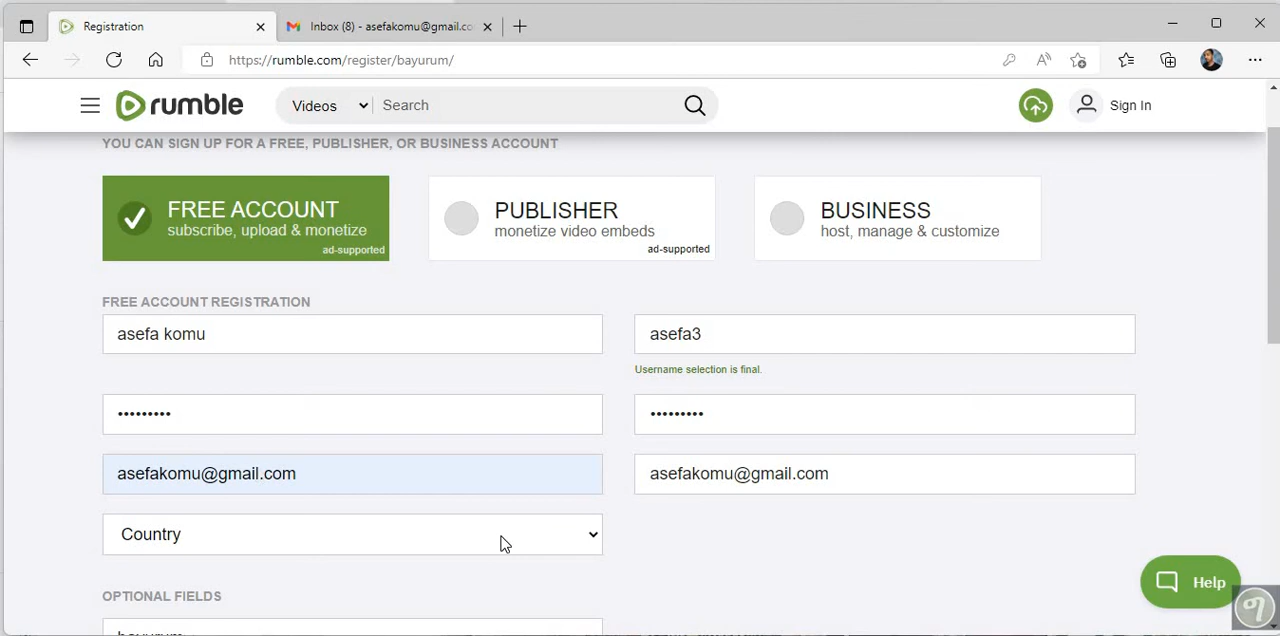 Registration
Inbox (8) - asefakomu@gmail.co
https://rumble.com/register/bayurum/
rumble
Videos
Search
Sign In
YOU CAN SIGN UP FOR A FREE, PUBLISHER, OR BUSINESS ACCOUNT
FREE ACCOUNT
subscribe, upload & monetize
ad-supported
PUBLISHER
monetize video embeds
ad-supported
BUSINESS
host, manage & customize
FREE ACCOUNT REGISTRATION
asefa komu
asefa3
Username selection is final.
•••••••••
•••••••••
asefakomu@gmail.com
asefakomu@gmail.com
Country
Help
OPTIONAL FIELDS